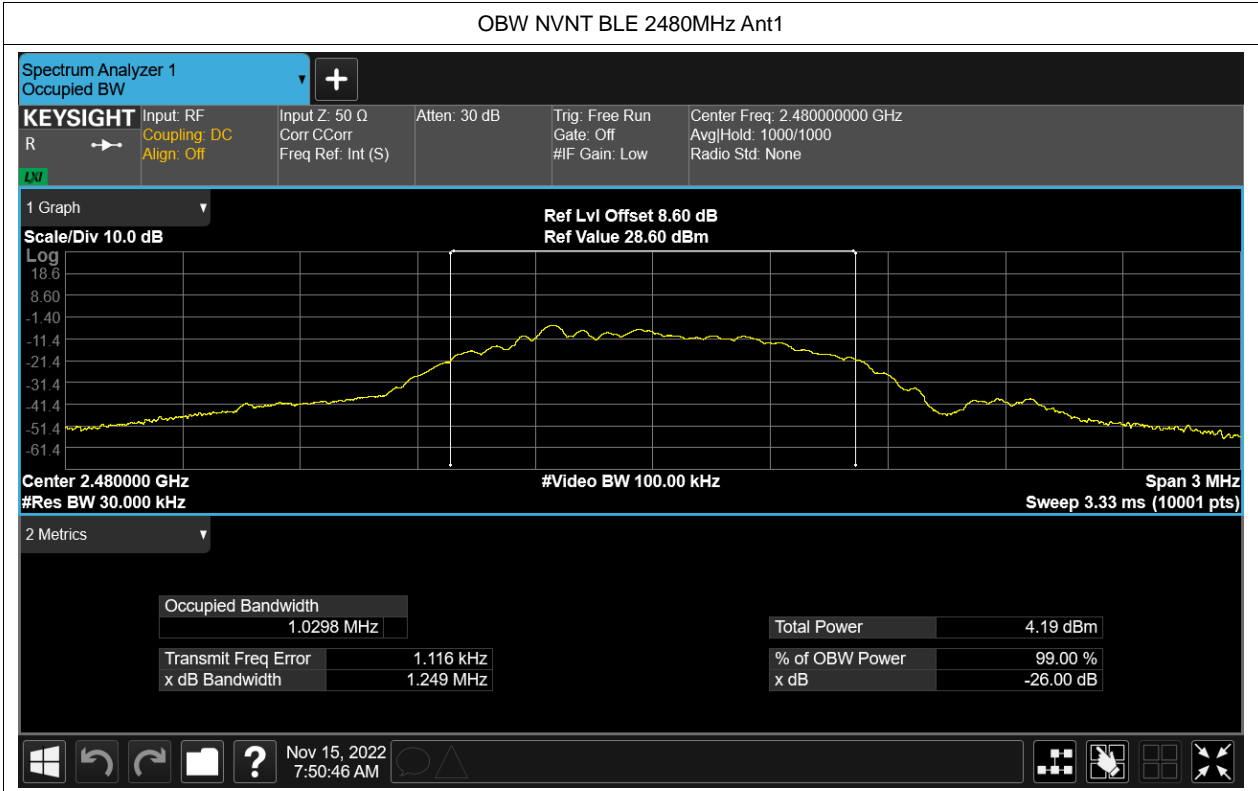 OBW NVNT BLE 2480MHz Ant1
Spectrum Analyzer 1
Occupied BW
KEYSIGHT
R
LXI
Input: RF
Coupling: DC
Align: Off
Input Z: 50 Ω
Corr CCorr
Freq Ref: Int (S)
Atten: 30 dB
Trig: Free Run
Gate: Off
#IF Gain: Low
Center Freq: 2.480000000 GHz
Avg|Hold: 1000/1000
Radio Std: None
1 Graph
Scale/Div 10.0 dB
Ref Lvl Offset 8.60 dB
Ref Value 28.60 dBm
Log
18.6
8.60
-1.40
-11.4
-21.4
-31.4
-41.4
-51.4
-61.4
Center 2.480000 GHz
#Video BW 100.00 kHz
Span 3 MHz
#Res BW 30.000 kHz
Sweep 3.33 ms (10001 pts)
2 Metrics
Occupied Bandwidth
1.0298 MHz
Total Power 4.19 dBm
Transmit Freq Error 1.116 kHz
% of OBW Power 99.00 %
x dB Bandwidth 1.249 MHz
x dB -26.00 dB
?
Nov 15, 2022
7:50:46 AM